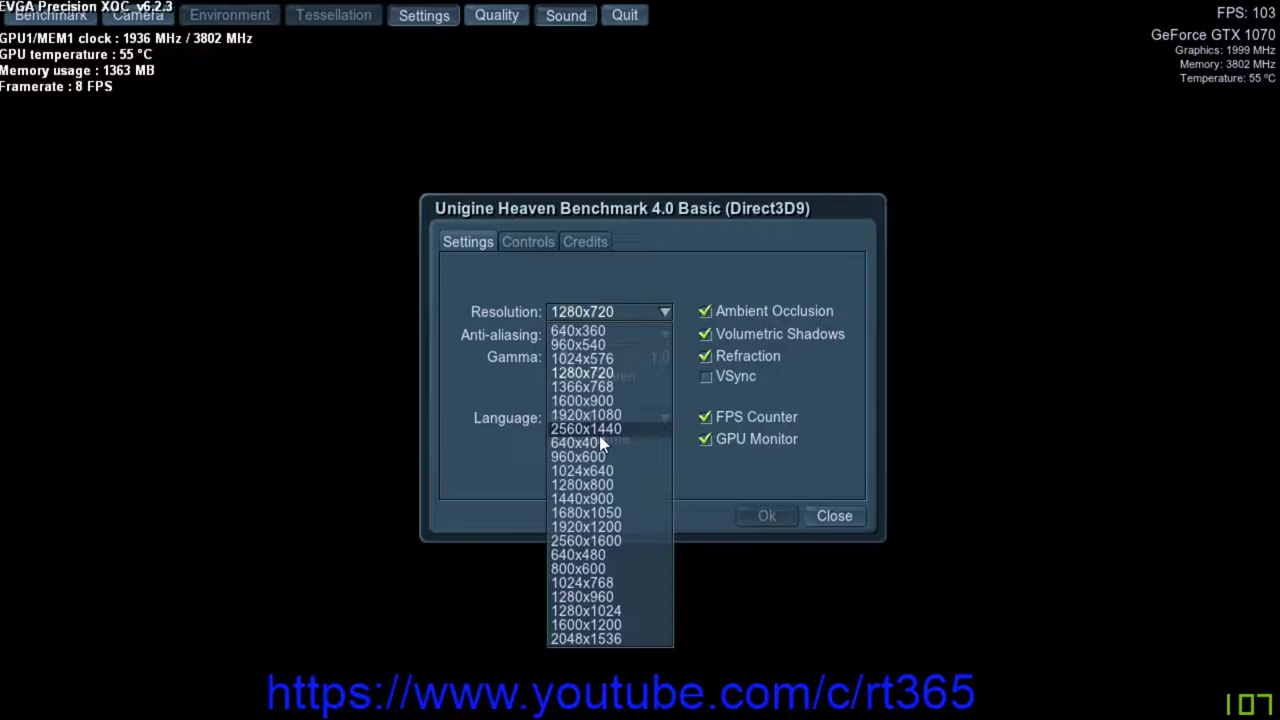 EVGA Precision XOC v6.2.3
Benchmark Camera Environment Tessellation Settings Quality Sound Quit
GPU1/MEM1 clock : 1936 MHz / 3802 MHz
GPU temperature : 55 °C
Memory usage : 1363 MB
Framerate : 8 FPS
FPS: 103
GeForce GTX 1070
Graphics: 1999 MHz
Memory: 3802 MHz
Temperature: 55 °C
Unigine Heaven Benchmark 4.0 Basic (Direct3D9)
Settings Controls Credits
Resolution: 1280x720
Anti-aliasing:
Gamma: 1.0
Language:
640x360
960x540
1024x576
1280x720
1366x768
1600x900
1920x1080
2560x1440
640x400
960x600
1024x640
1280x800
1440x900
1680x1050
1920x1200
2560x1600
640x480
800x600
1024x768
1280x960
1280x1024
1600x1200
2048x1536
Ambient Occlusion
Volumetric Shadows
Refraction
VSync
FPS Counter
GPU Monitor
Ok Close
https://www.youtube.com/c/rt365
107